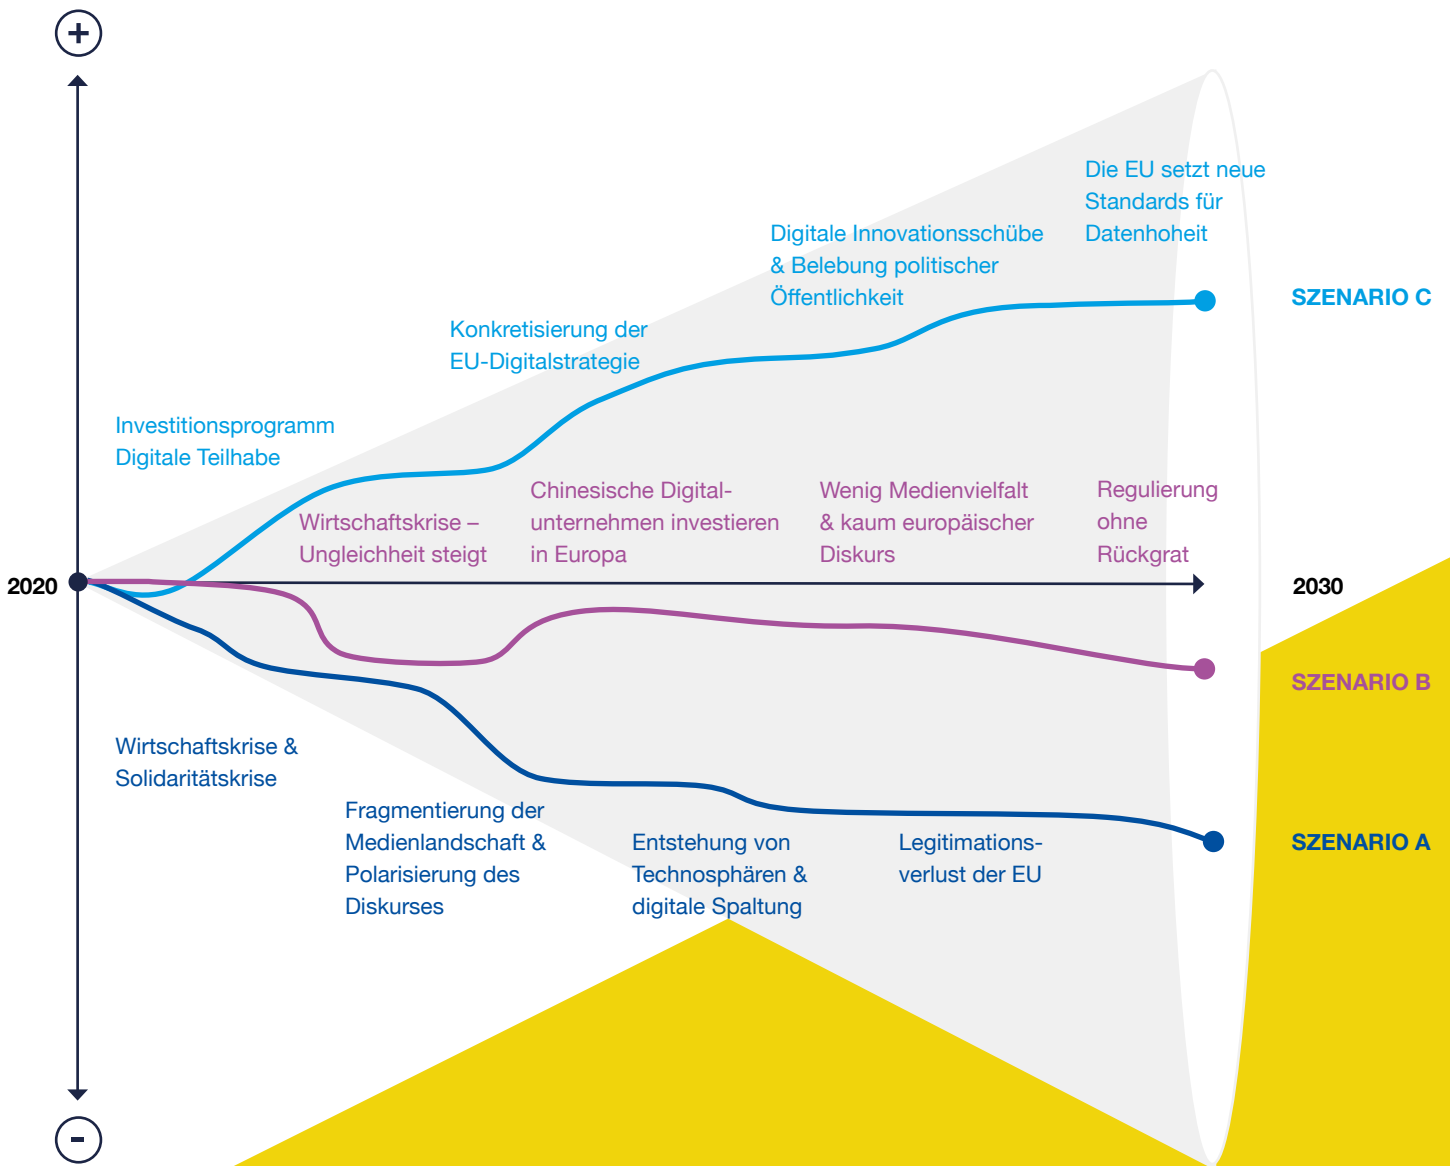 +
Die EU setzt neue
Standards für
Datenhoheit
Digitale Innovationsschübe
& Belebung politischer
Öffentlichkeit
SZENARIO C
Konkretisierung der
EU-Digitalstrategie
Investitionsprogramm
Digitale Teilhabe
Wirtschaftskrise –
Ungleichheit steigt
Chinesische Digital-
unternehmen investieren
in Europa
Wenig Medienvielfalt
& kaum europäischer
Diskurs
Regulierung
ohne
Rückgrat
2020
2030
SZENARIO B
Wirtschaftskrise &
Solidaritätskrise
Fragmentierung der
Medienlandschaft &
Polarisierung des
Diskurses
Entstehung von
Technosphären &
digitale Spaltung
Legitimations-
verlust der EU
SZENARIO A
-